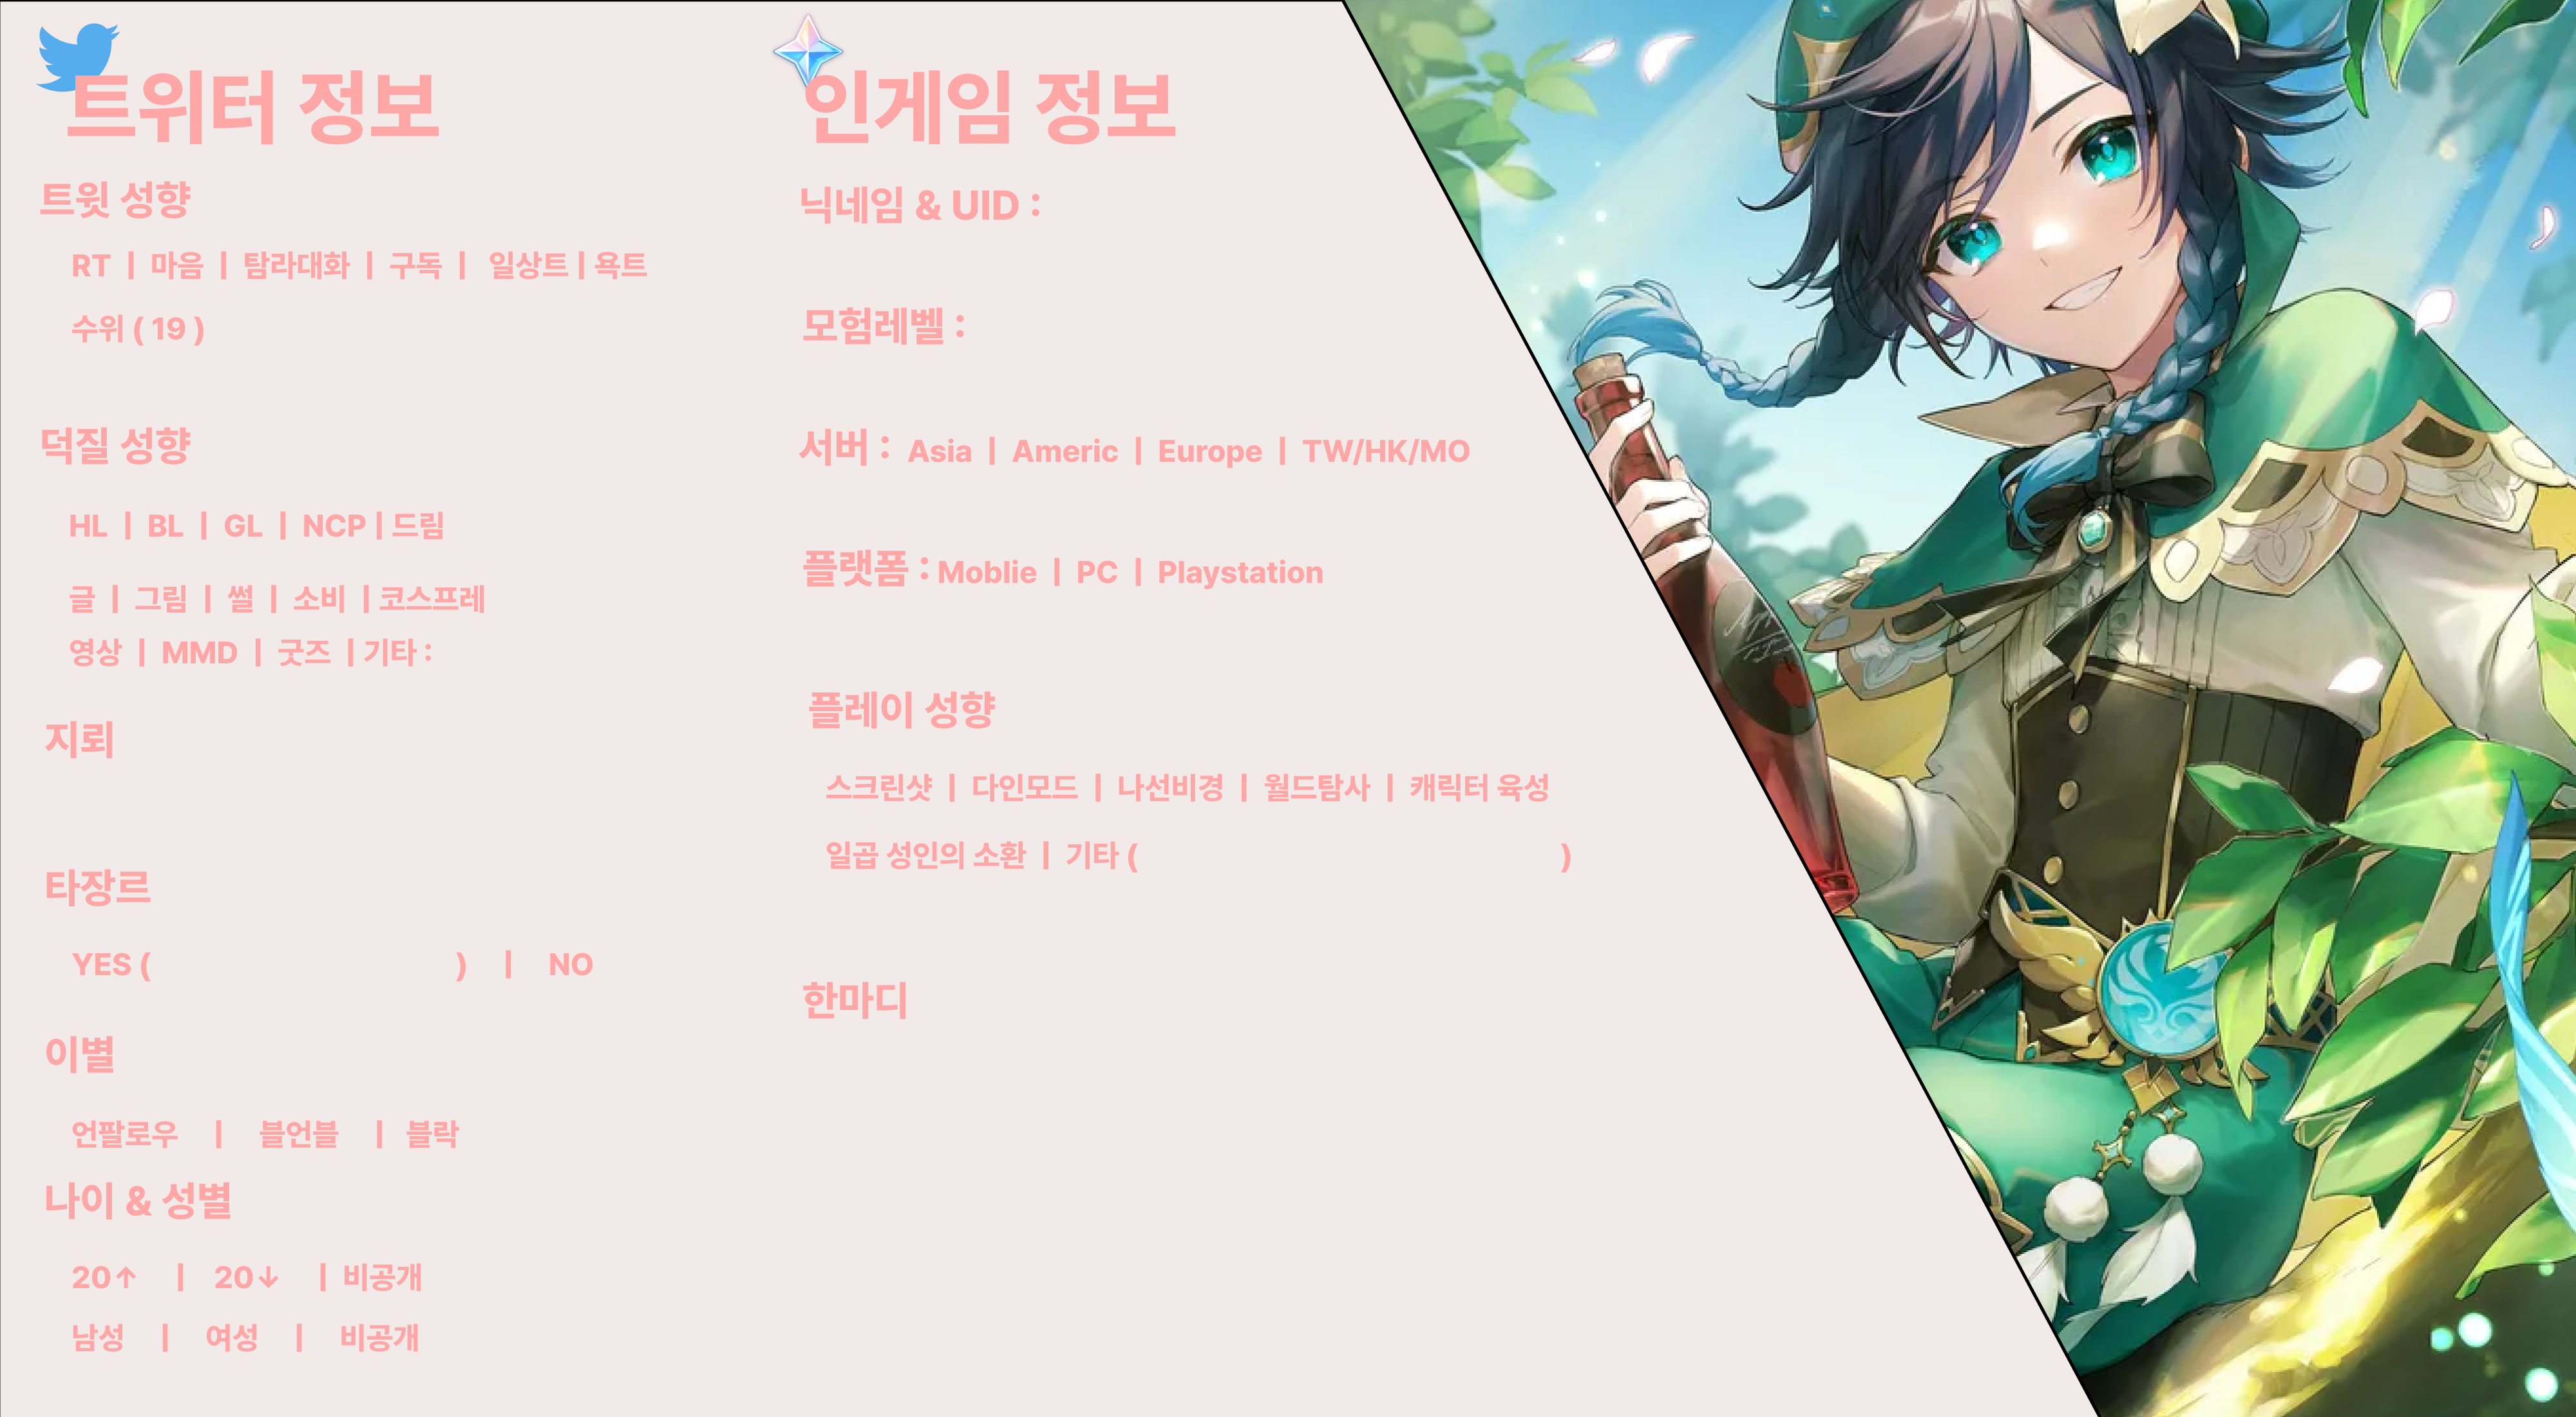 트위터 정보
트윗 성향
RT | 마음 | 탐라대화 | 구독 | 일상트 | 욕트
수위 ( 19 )
덕질 성향
HL | BL | GL | NCP | 드림
글 | 그림 | 썰 | 소비 | 코스프레
영상 | MMD | 굿즈 | 기타 :
지뢰
타장르
YES ( ) | NO
이별
언팔로우 | 블언블 | 블락
나이 & 성별
20↑ | 20↓ | 비공개
남성 | 여성 | 비공개
인게임 정보
닉네임 & UID :
모험레벨 :
서버 : Asia | Americ | Europe | TW/HK/MO
플랫폼 : Moblie | PC | Playstation
플레이 성향
스크린샷 | 다인모드 | 나선비경 | 월드탐사 | 캐릭터 육성
일곱 성인의 소환 | 기타 ( )
한마디